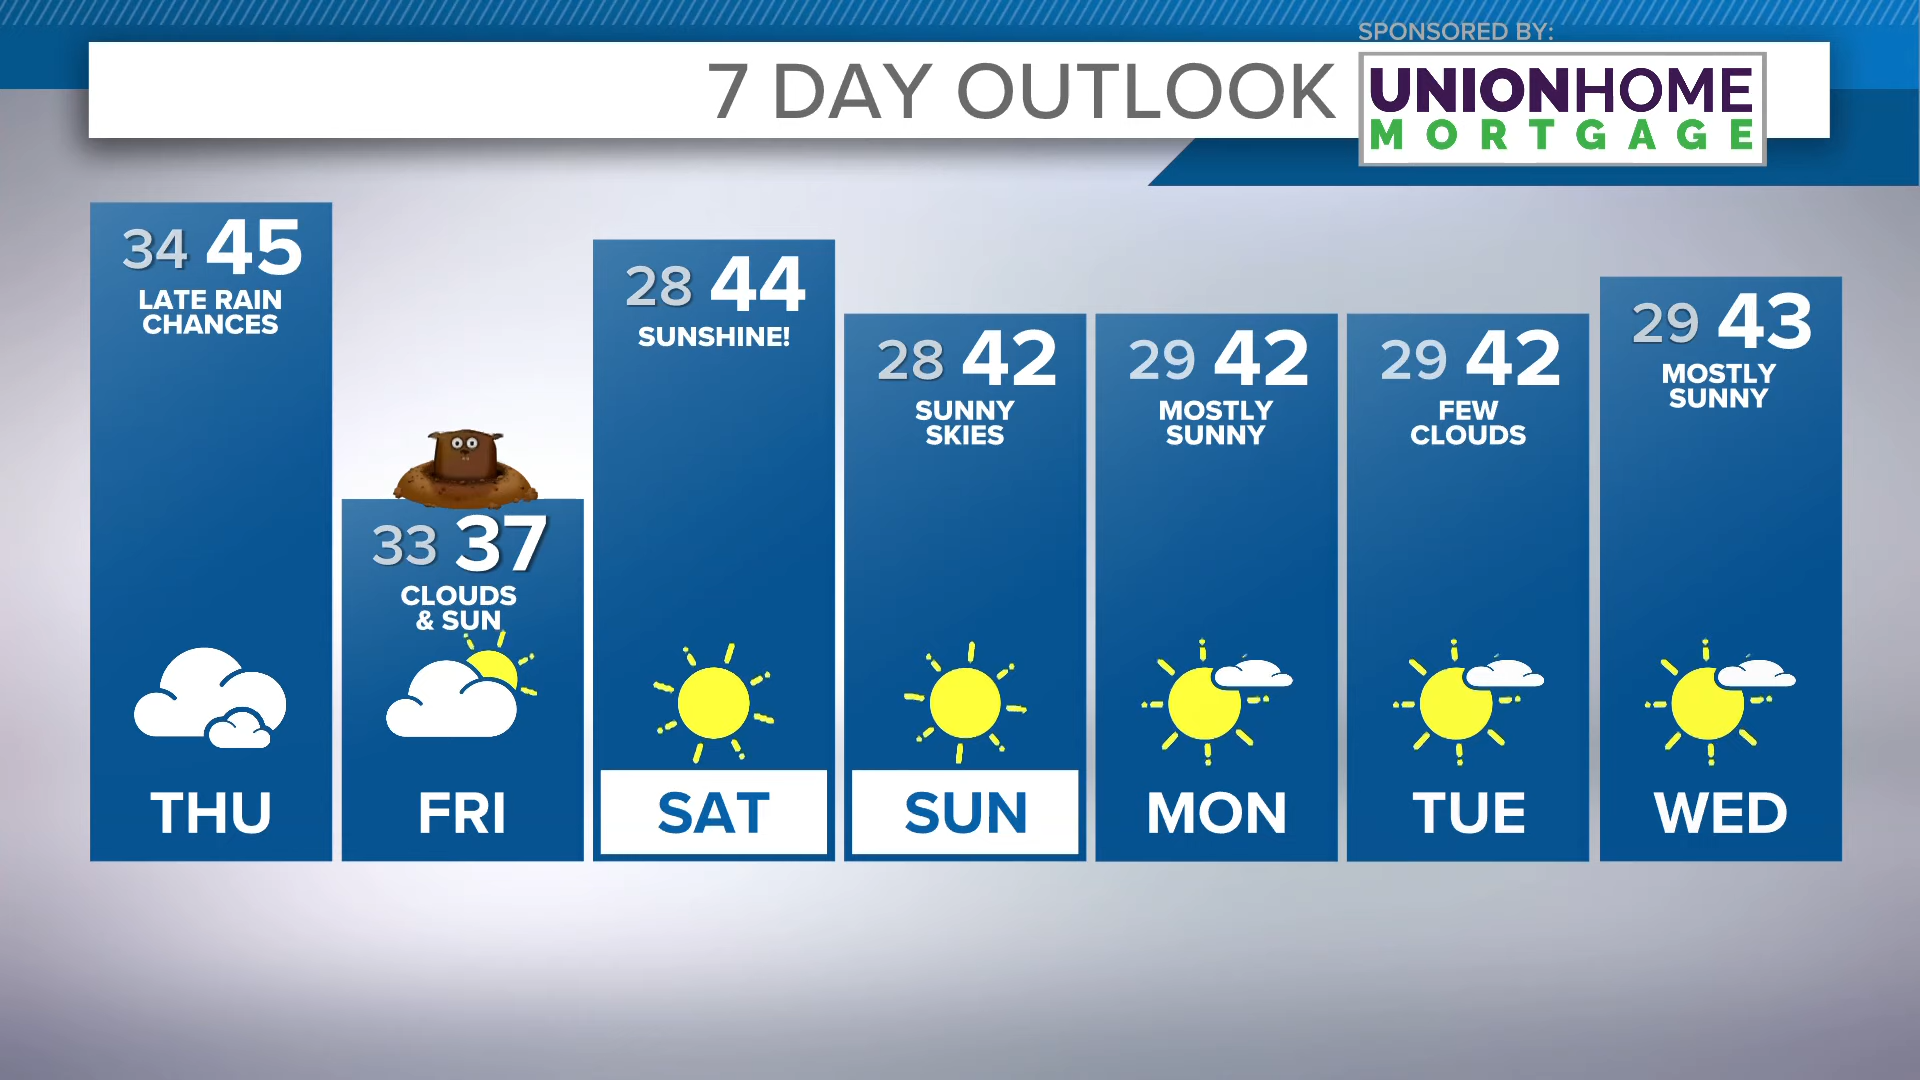 SPONSORED BY:
7 DAY OUTLOOK
UNIONHOME
MORTGAGE
34 45
LATE RAIN
CHANCES
THU
33 37
CLOUDS
& SUN
FRI
28 44
SUNSHINE!
SAT
28 42
SUNNY
SKIES
SUN
29 42
MOSTLY
SUNNY
MON
29 42
FEW
CLOUDS
TUE
29 43
MOSTLY
SUNNY
WED